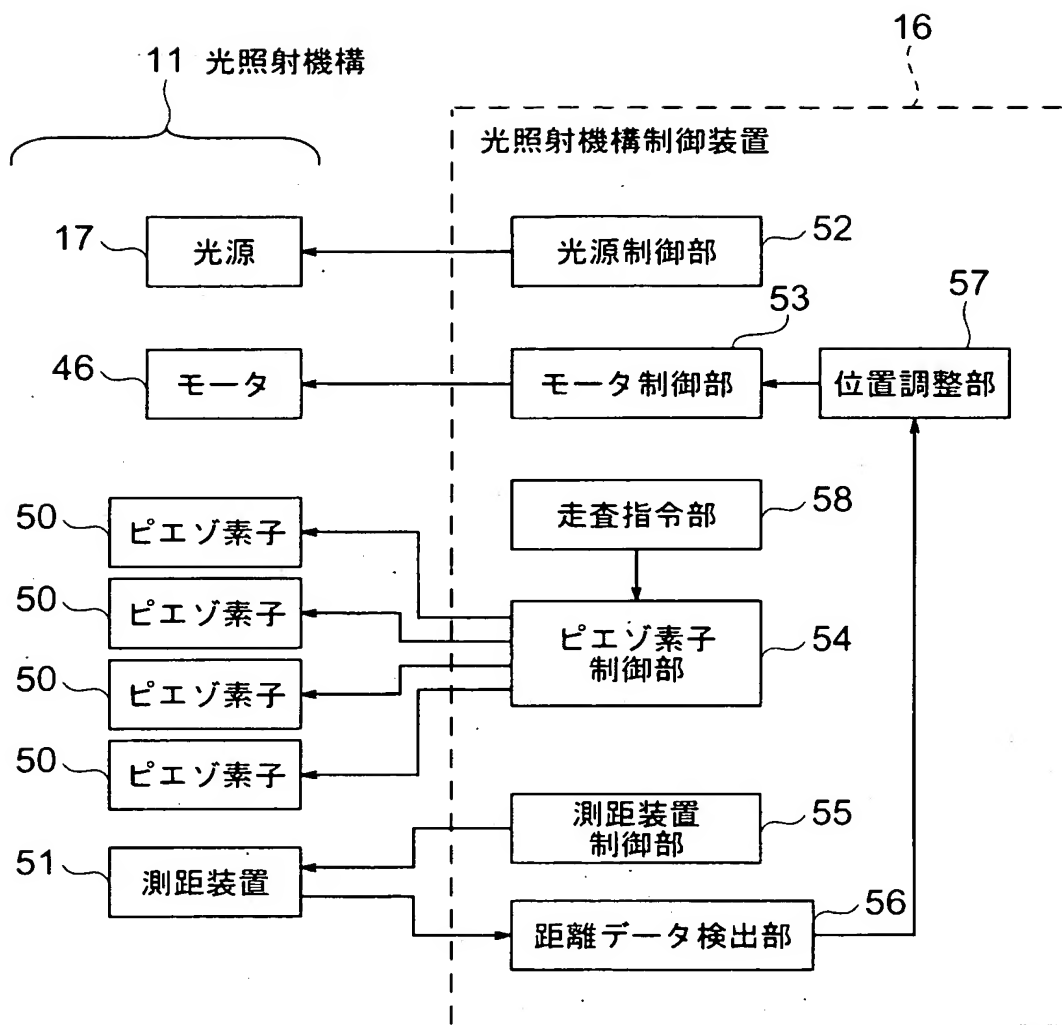 16
11 光照射機構
光照射機構制御装置
17 光源
光源制御部 52
53
57
46 モータ
モータ制御部
位置調整部
走査指令部 58
50 ピエゾ素子
50 ピエゾ素子
50 ピエゾ素子
50 ピエゾ素子
ピエゾ素子
制御部
54
測距装置
制御部
55
51 測距装置
56
距離データ検出部